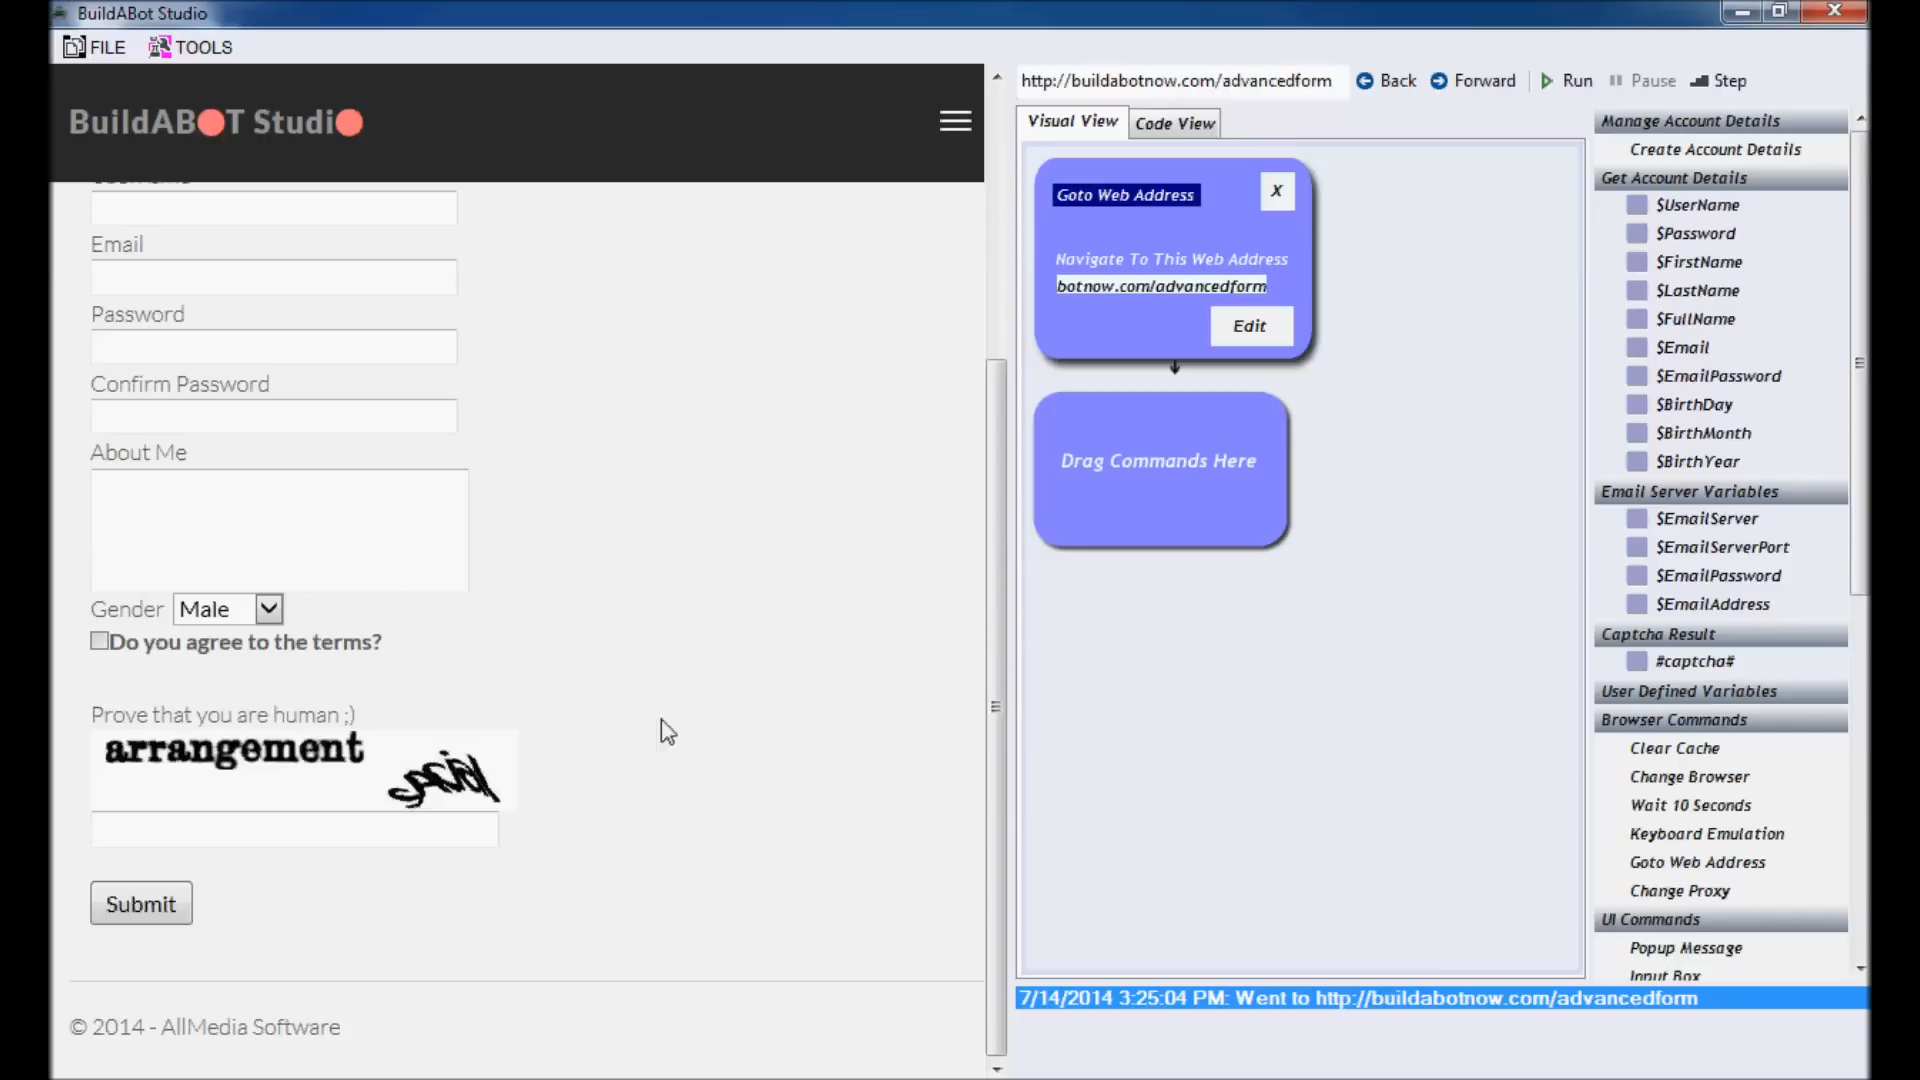 BuildABot Studio
FILE TOOLS
BuildABOT StudiO
Email
Password
Confirm Password
About Me
Gender Male
Do you agree to the terms?
Prove that you are human ;)
arrangement
Submit
© 2014 - AllMedia Software
http://buildabotnow.com/advancedform Back Forward Run Pause Step
Visual View Code View
Goto Web Address X
Navigate To This Web Address
botnow.com/advancedform
Edit
Drag Commands Here
Manage Account Details
Create Account Details
Get Account Details
$UserName
$Password
$FirstName
$LastName
$FullName
$Email
$EmailPassword
$BirthDay
$BirthMonth
$BirthYear
Email Server Variables
$EmailServer
$EmailServerPort
$EmailPassword
$EmailAddress
Captcha Result
#captcha#
User Defined Variables
Browser Commands
Clear Cache
Change Browser
Wait 10 Seconds
Keyboard Emulation
Goto Web Address
Change Proxy
UI Commands
Popup Message
Input Box
7/14/2014 3:25:04 PM: Went to http://buildabotnow.com/advancedform